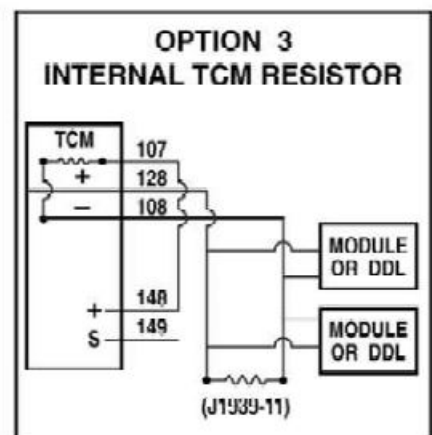 OPTION 3
INTERNAL TCM RESISTOR
TCM
107
+
128
−
108
+
148
S
149
MODULE
OR DDL
MODULE
OR DDL
(J1939-11)